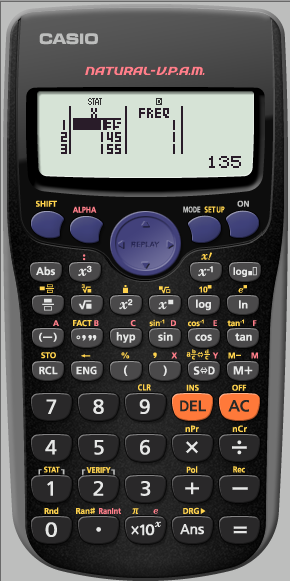 CASIO
NATURAL-V.P.A.M.
STAT D
X FREQ
1 135 1
2 145 1
3 155 1
135
SHIFT ALPHA MODE SETUP ON
REPLAY
: x!
Abs x³ x⁻¹ log▪▯
▪▬ ³√▪ ▪ ▪√▯ 10▪ e▪
▬ √▪ x² x▪ log ln
A FACT B C sin⁻¹ D cos⁻¹ E tan⁻¹ F
(−) °,,, hyp sin cos tan
STO ← % , X a b/c⇔d/c Y M− M
RCL ENG ( ) S⇔D M+
CLR INS OFF
7 8 9 DEL AC
nPr nCr
4 5 6 × ÷
STAT VERIFY Pol Rec
1 2 3 + −
Rnd Ran# RanInt π e DRG▶
0 · ×10ˣ Ans =